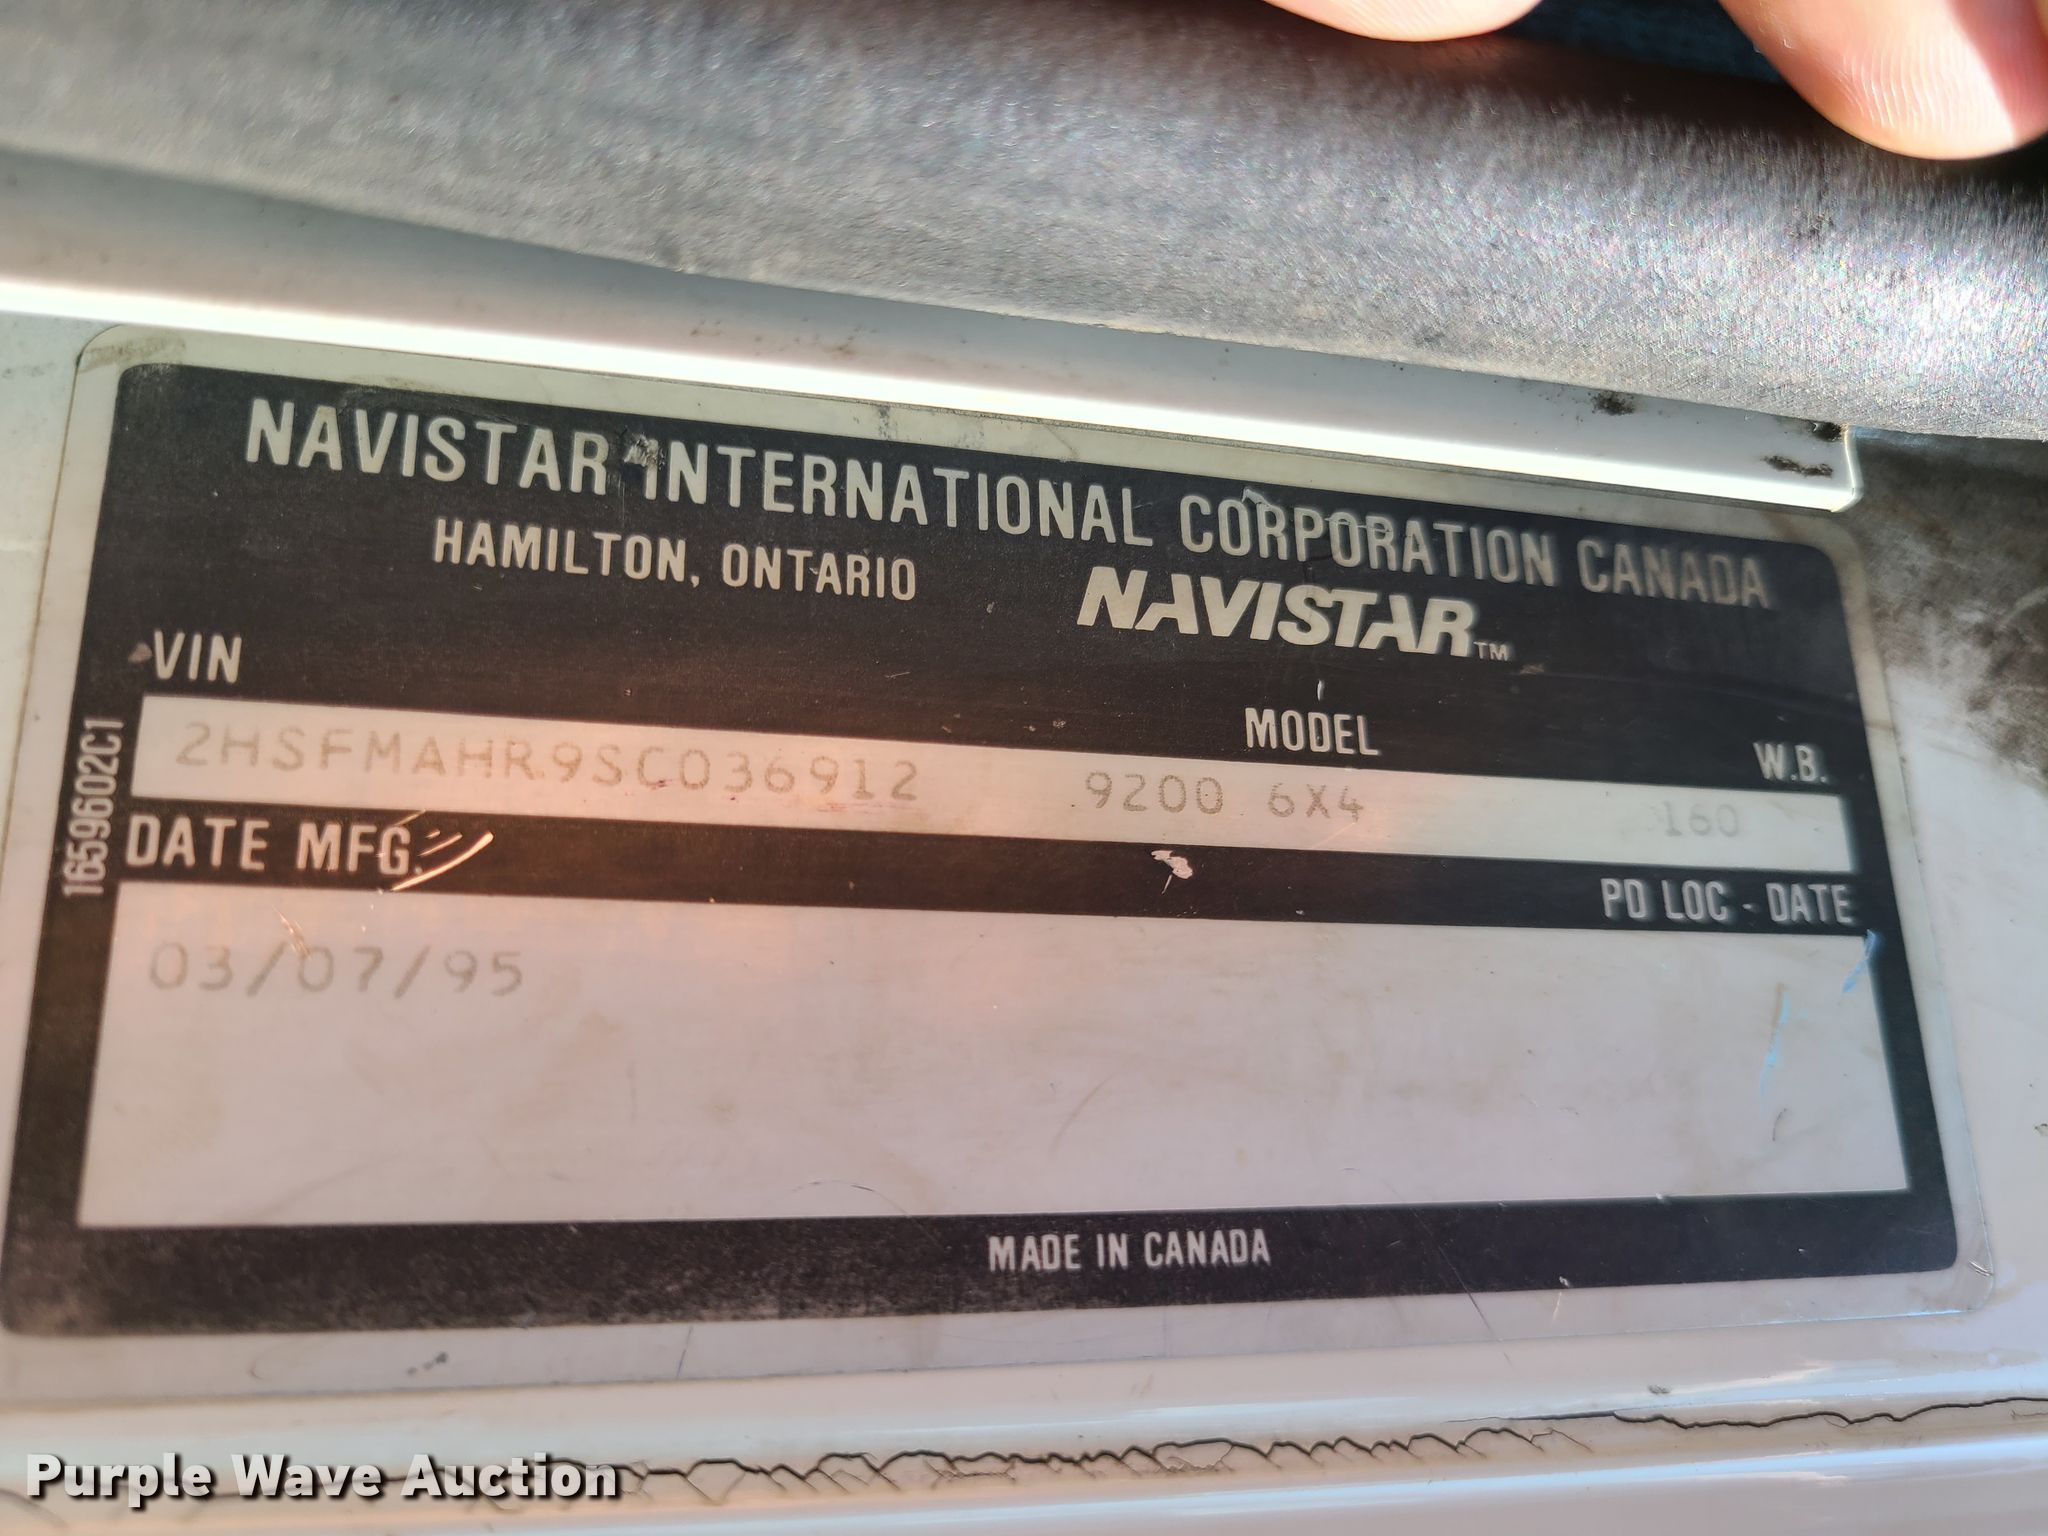 NAVISTAR INTERNATIONAL CORPORATION CANADA
HAMILTON, ONTARIO
NAVISTAR™
VIN
MODEL
W.B.
2HSFMAHR9SC036912
9200 6X4
160
1659602C1
DATE MFG.
PD LOC - DATE
03/07/95
MADE IN CANADA
Purple Wave Auction